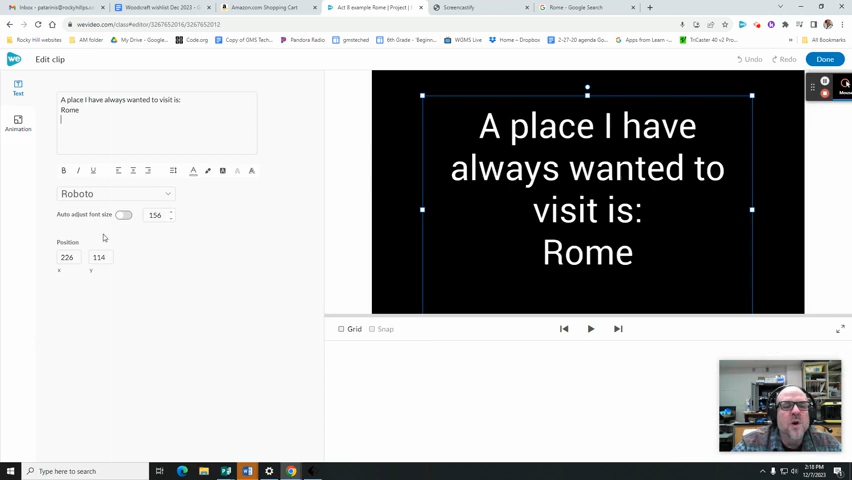 Inbox - patarinis@rockyhillps.c
Woodcraft wishlist Dec 2023 - G
Amazon.com Shopping Cart
Act 8 example Rome | Project |
Screencastify
Rome - Google Search
wevideo.com/class#editor/3267652016/3267652012
Rocky Hill websites
AM folder
My Drive - Google...
Code.org
Copy of GMS Tech...
Pandora Radio
gmsteched
6th Grade - 'Beginn...
WGMS Live
Home – Dropbox
2-27-20 agenda Goo...
Google Apps from L...
TriCaster 40 v2 Pro...
All Bookmarks
Edit clip
Undo
Redo
Done
Text
Animation
A place I have always wanted to visit is:
Rome
B I U
Roboto
Auto adjust font size
156
Position
226
114
x
y
A place I have
always wanted to
visit is:
Rome
Grid
Snap
Type here to search
2:18 PM
12/7/2023